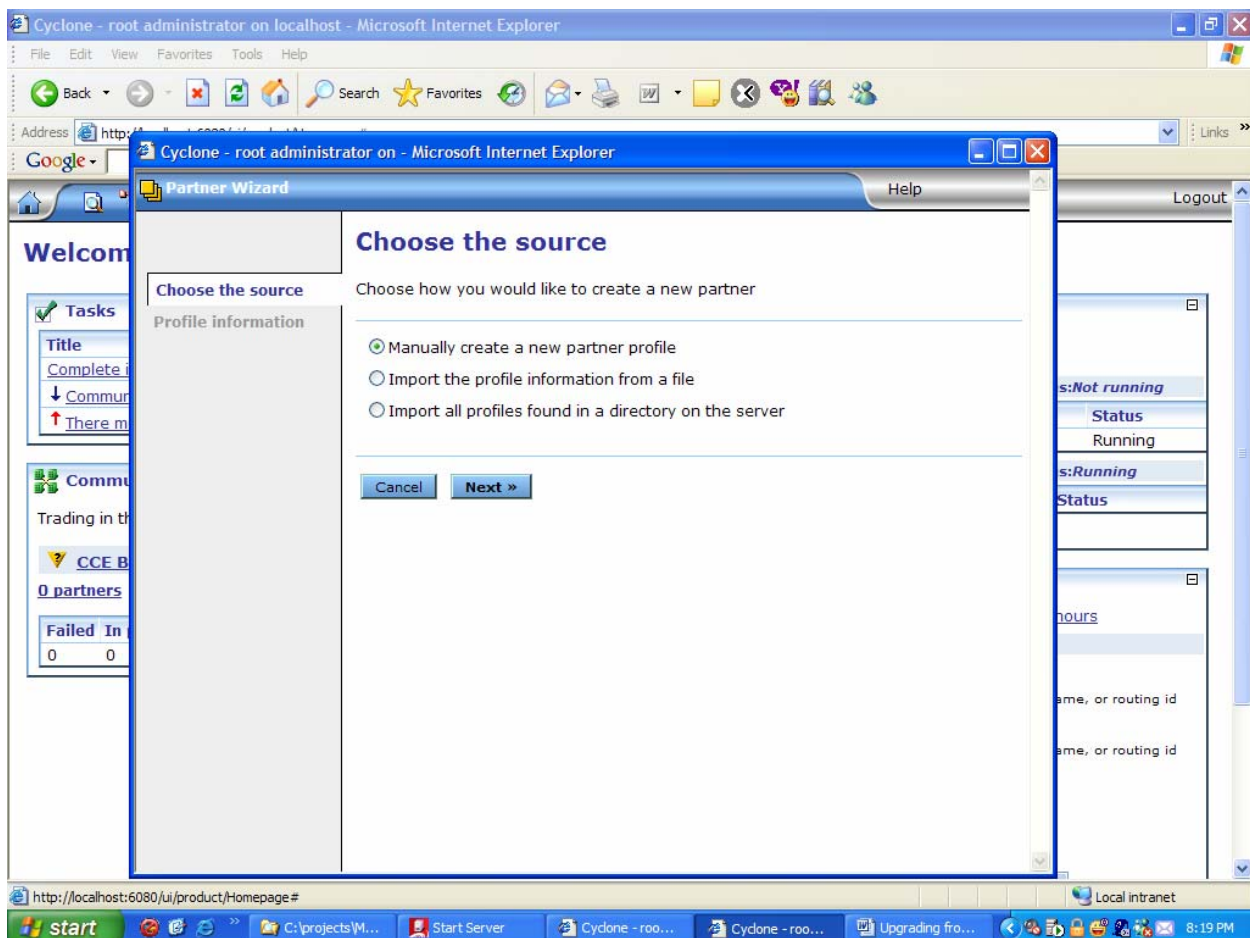 Cyclone - root administrator on localhost - Microsoft Internet Explorer
File Edit View Favorites Tools Help
Back Search Favorites
Address http:
Links »
Google
Cyclone - root administrator on - Microsoft Internet Explorer
Partner Wizard
Help
Logout
Welcom
Choose the source
Choose the source
Choose how you would like to create a new partner
Profile information
Manually create a new partner profile
Import the profile information from a file
Import all profiles found in a directory on the server
Cancel Next »
Tasks
Title
Complete i
Commun
There m
Commu
Trading in th
CCE B
0 partners
Failed In
0 0
s:Not running
Status
Running
s:Running
Status
hours
ame, or routing id
ame, or routing id
http://localhost:6080/ui/product/Homepage#
Local intranet
start
C:\projects\M...
Start Server
Cyclone - roo...
Cyclone - roo...
Upgrading fro...
8:19 PM